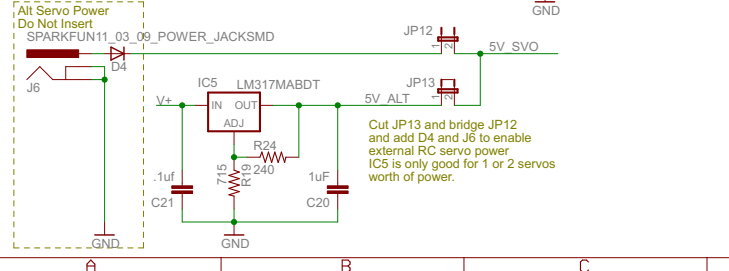 Alt Servo Power
Do Not Insert
GND
SPARKFUN11_03_09_POWER_JACKSMD
JP12
1
2
5V_SVO
D4
J6
IC5
LM317MABDT
JP13
1
2
V+
IN
OUT
5V_ALT
ADJ
Cut JP13 and bridge JP12
and add D4 and J6 to enable
external RC servo power
IC5 is only good for 1 or 2 servos
worth of power.
R24
240
715
R19
.1uf
C21
1uF
C20
GND
GND
A
B
C